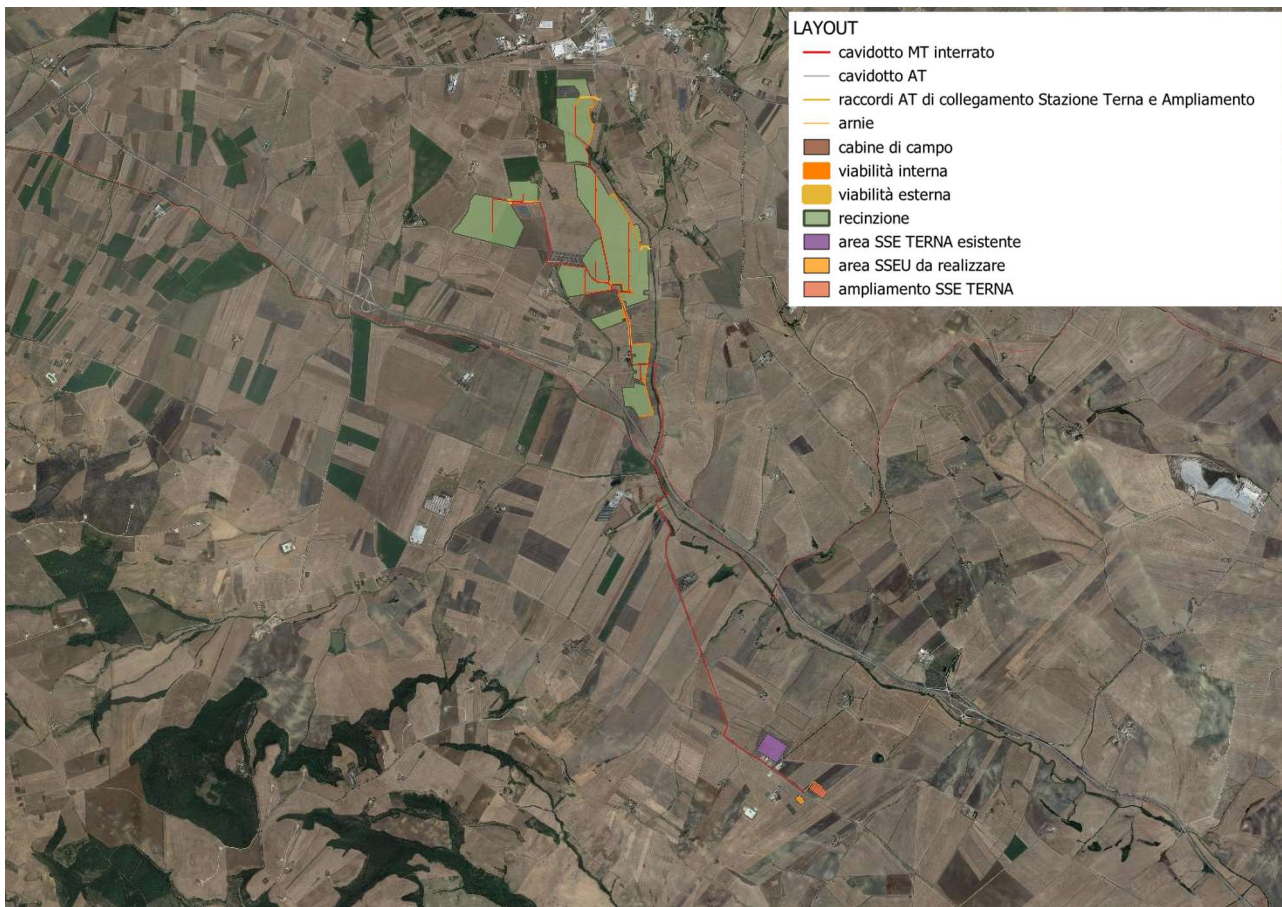 LAYOUT
cavidotto MT interrato
cavidotto AT
raccordi AT di collegamento Stazione Terna e Ampliamento
arnie
cabine di campo
viabilità interna
viabilità esterna
recinzione
area SSE TERNA esistente
area SSEU da realizzare
ampliamento SSE TERNA